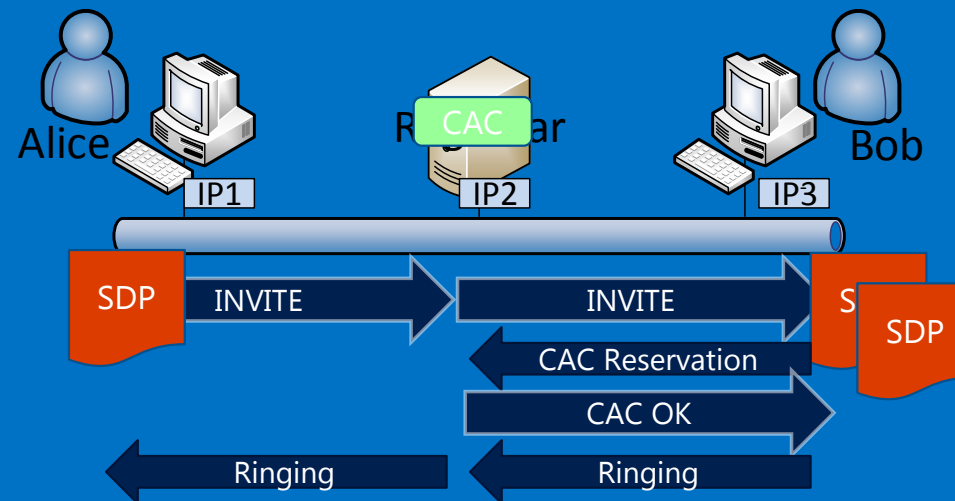 Alice
CAC
Bob
IP1
IP2
IP3
SDP
INVITE
INVITE
SDP
CAC Reservation
CAC OK
Ringing
Ringing